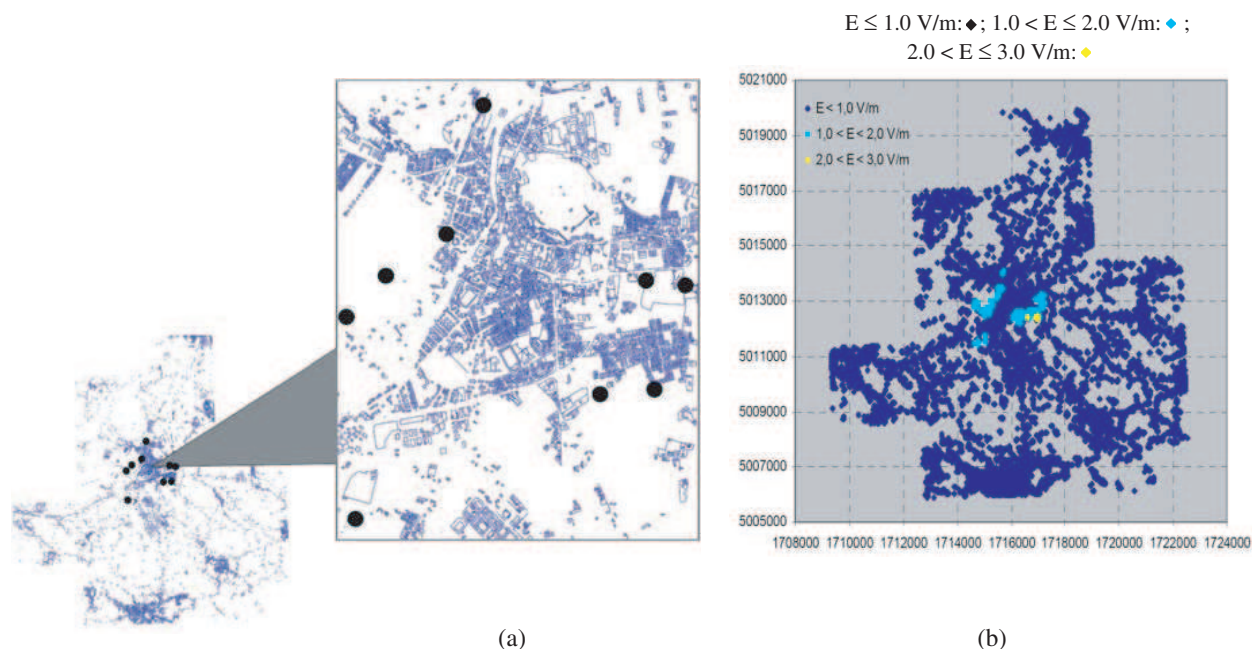 E ≤ 1.0 V/m:◆; 1.0 < E ≤ 2.0 V/m:◆ ;
2.0 < E ≤ 3.0 V/m:◆
5021000
E < 1,0 V/m
5019000
1,0 < E < 2,0 V/m
2,0 < E < 3,0 V/m
5017000
5015000
5013000
5011000
5009000
5007000
5005000
1708000 1710000 1712000 1714000 1716000 1718000 1720000 1722000 1724000
(a) (b)